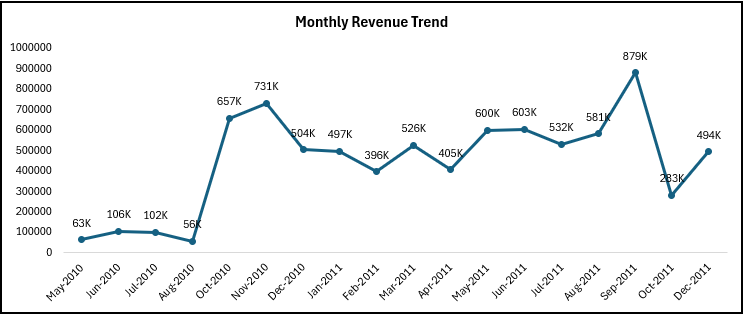 Monthly Revenue Trend
1000000
900000
800000
700000
600000
500000
400000
300000
200000
100000
0
63K
106K
102K
56K
657K
731K
504K
497K
396K
526K
405K
600K
603K
532K
581K
879K
283K
494K
May-2010
Jun-2010
Jul-2010
Aug-2010
Oct-2010
Nov-2010
Dec-2010
Jan-2011
Feb-2011
Mar-2011
Apr-2011
May-2011
Jun-2011
Jul-2011
Aug-2011
Sep-2011
Oct-2011
Dec-2011